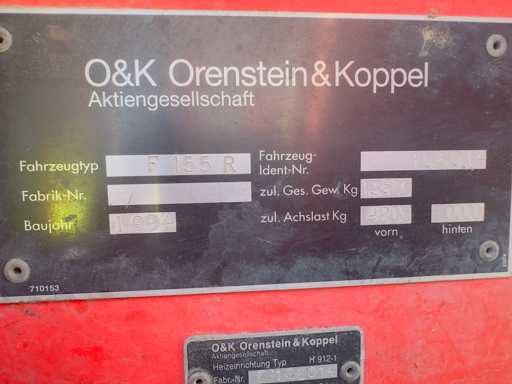 O&K Orenstein & Koppel
Aktiengesellschaft
Fahrzeugtyp F 155 R
Fahrzeug-
Ident-Nr.
Fabrik-Nr.
zul. Ges. Gew. Kg
Baujahr 1994
zul. Achslast Kg
vorn hinten
710153
O&K Orenstein & Koppel
Aktiengesellschaft
Heizeinrichtung Typ H 912-1
Fabr.-Nr.